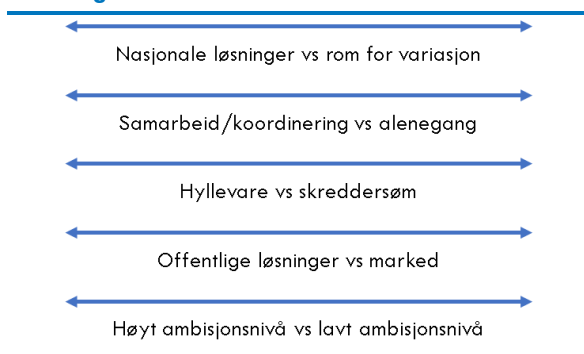 Nasjonale løsninger vs rom for variasjon
Samarbeid/koordinering vs alenegang
Hyllevare vs skreddersøm
Offentlige løsninger vs marked
Høyt ambisjonsnivå vs lavt ambisjonsnivå